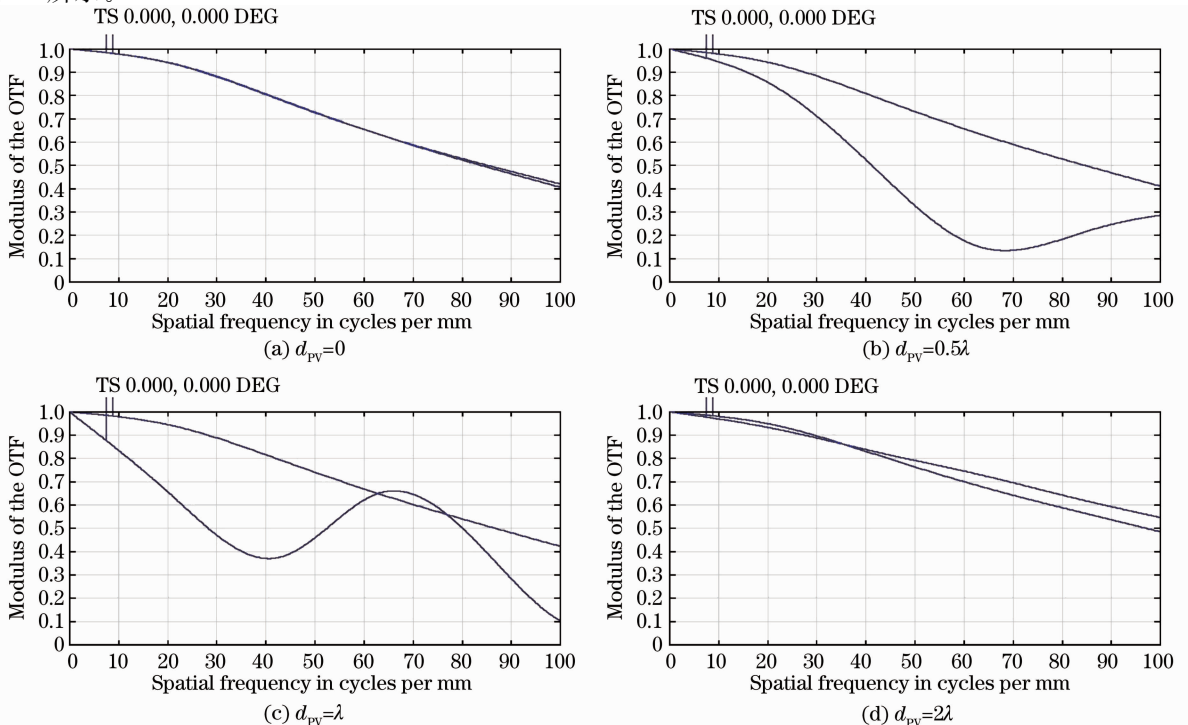 TS 0.000, 0.000 DEG
Modulus of the OTF
1.0
0.9
0.8
0.7
0.6
0.5
0.4
0.3
0.2
0.1
0
0 10 20 30 40 50 60 70 80 90 100
Spatial frequency in cycles per mm
(a) d_PV=0
TS 0.000, 0.000 DEG
Modulus of the OTF
1.0
0.9
0.8
0.7
0.6
0.5
0.4
0.3
0.2
0.1
0
0 10 20 30 40 50 60 70 80 90 100
Spatial frequency in cycles per mm
(b) d_PV=0.5λ
TS 0.000, 0.000 DEG
Modulus of the OTF
1.0
0.9
0.8
0.7
0.6
0.5
0.4
0.3
0.2
0.1
0
0 10 20 30 40 50 60 70 80 90 100
Spatial frequency in cycles per mm
(c) d_PV=λ
TS 0.000, 0.000 DEG
Modulus of the OTF
1.0
0.9
0.8
0.7
0.6
0.5
0.4
0.3
0.2
0.1
0
0 10 20 30 40 50 60 70 80 90 100
Spatial frequency in cycles per mm
(d) d_PV=2λ